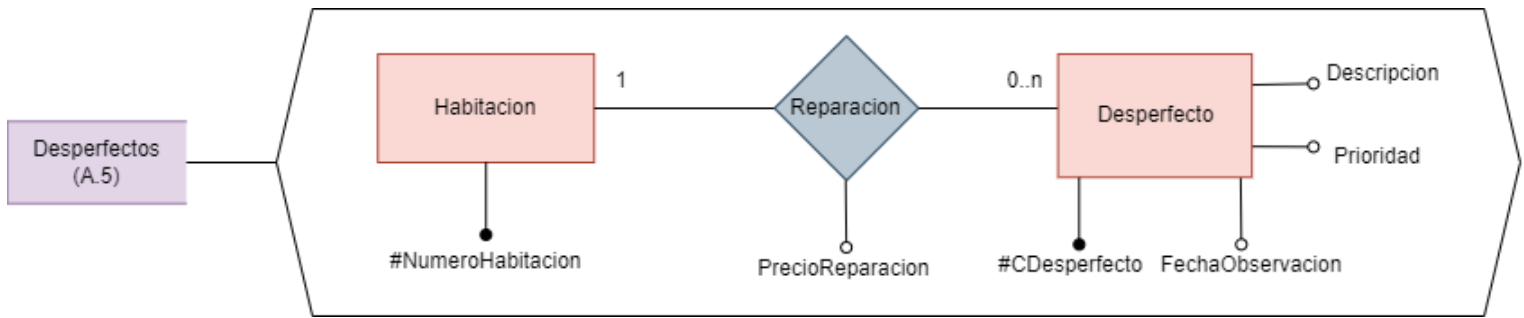 Desperfectos
(A.5)
Habitacion
1
Reparacion
0..n
Desperfecto
Descripcion
Prioridad
#NumeroHabitacion
PrecioReparacion
#CDesperfecto
FechaObservacion